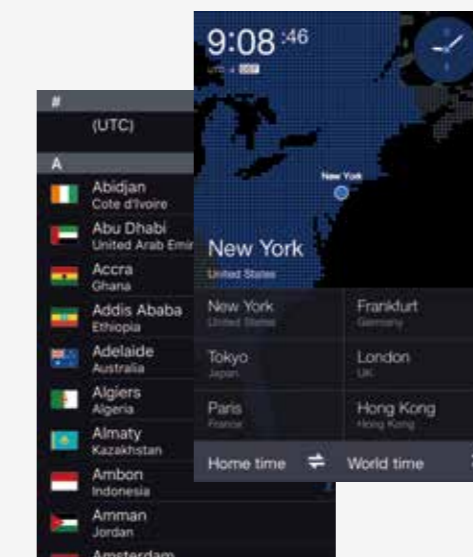 #
(UTC)
A
Abidjan
Cote d'Ivoire
Abu Dhabi
United Arab Emir
Accra
Ghana
Addis Ababa
Ethiopia
Adelaide
Australia
Algiers
Algeria
Almaty
Kazakhstan
Ambon
Indonesia
Amman
Jordan
Amsterdam
9:08 :46
DST
New York
New York
United States
New York
United States
Frankfurt
Germany
Tokyo
Japan
London
UK
Paris
France
Hong Kong
Hong Kong
Home time ⇌ World time